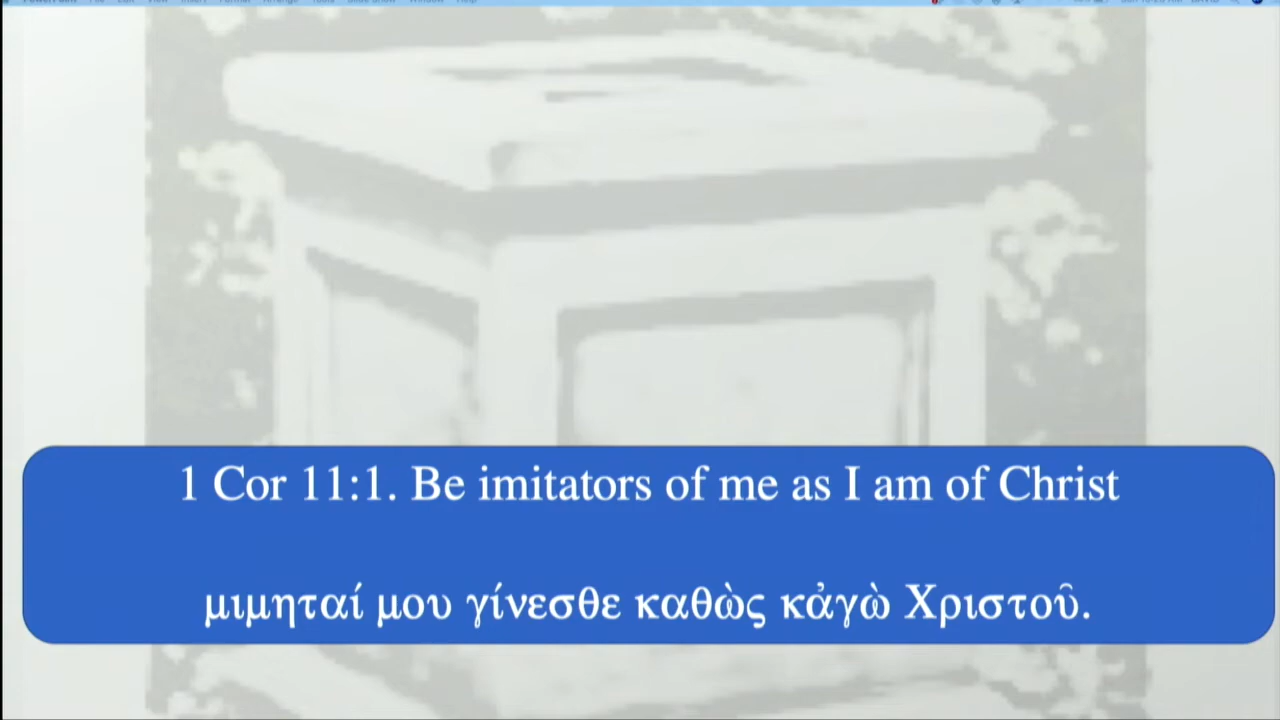 1 Cor 11:1. Be imitators of me as I am of Christ
μιμηταί μου γίνεσθε καθὼς κἀγὼ Χριστοῦ.